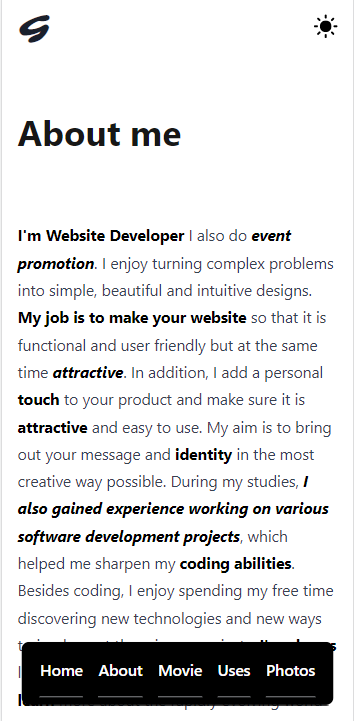 About me
I'm Website Developer I also do event
promotion. I enjoy turning complex problems
into simple, beautiful and intuitive designs.
My job is to make your website so that it is
functional and user friendly but at the same
time attractive. In addition, I add a personal
touch to your product and make sure it is
attractive and easy to use. My aim is to bring
out your message and identity in the most
creative way possible. During my studies, I
also gained experience working on various
software development projects, which
helped me sharpen my coding abilities.
Besides coding, I enjoy spending my free time
discovering new technologies and new ways
Home About Movie Uses Photos